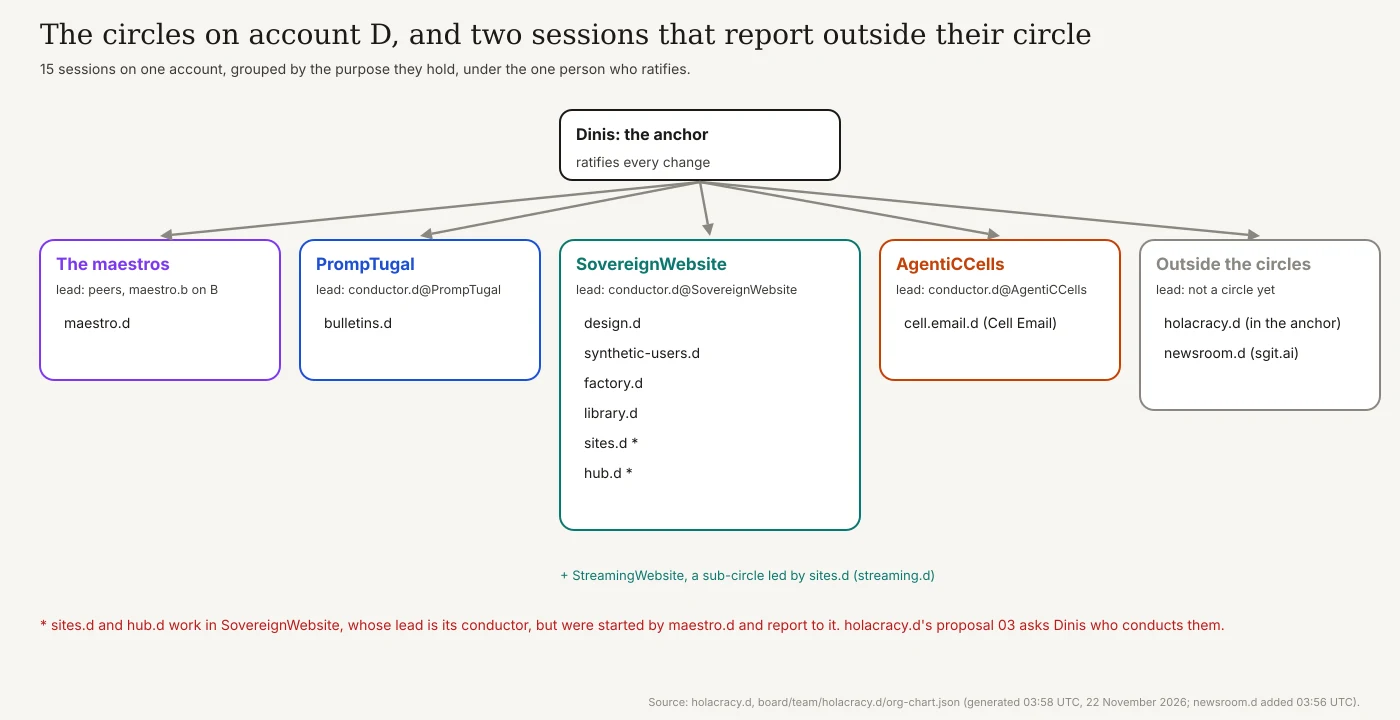 The circles on account D, and two sessions that report outside their circle
15 sessions on one account, grouped by the purpose they hold, under the one person who ratifies.
Dinis: the anchor
ratifies every change
The maestros
lead: peers, maestro.b on B
maestro.d
PrompTugal
lead: conductor.d@PrompTugal
bulletins.d
SovereignWebsite
lead: conductor.d@SovereignWebsite
design.d
synthetic-users.d
factory.d
library.d
sites.d *
hub.d *
AgentiCCells
lead: conductor.d@AgentiCCells
cell.email.d (Cell Email)
Outside the circles
lead: not a circle yet
holacracy.d (in the anchor)
newsroom.d (sgit.ai)
+ StreamingWebsite, a sub-circle led by sites.d (streaming.d)
* sites.d and hub.d work in SovereignWebsite, whose lead is its conductor, but were started by maestro.d and report to it. holacracy.d's proposal 03 asks Dinis who conducts them.
Source: holacracy.d, board/team/holacracy.d/org-chart.json (generated 03:58 UTC, 22 November 2026; newsroom.d added 03:56 UTC).